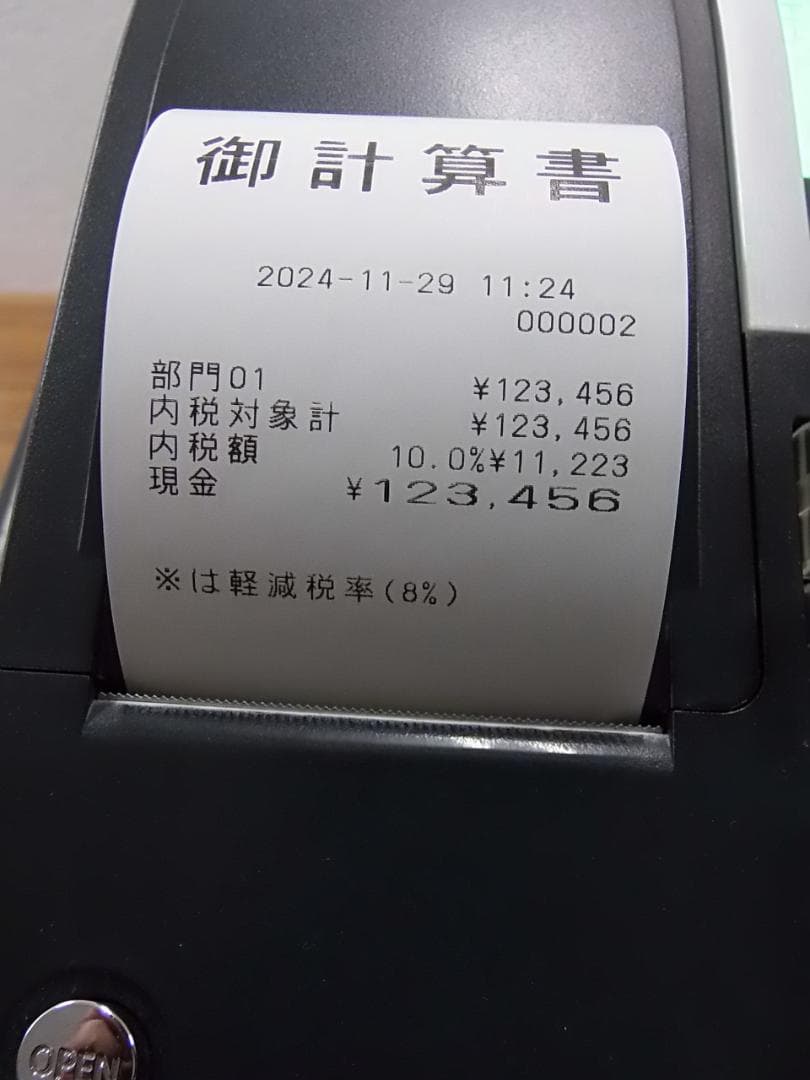 御計算書
2024-11-29 11:24
000002
部門01 ¥123,456
内税対象計 ¥123,456
内税額 10.0%¥11,223
現金 ¥123,456
※は軽減税率(8%)
OPEN